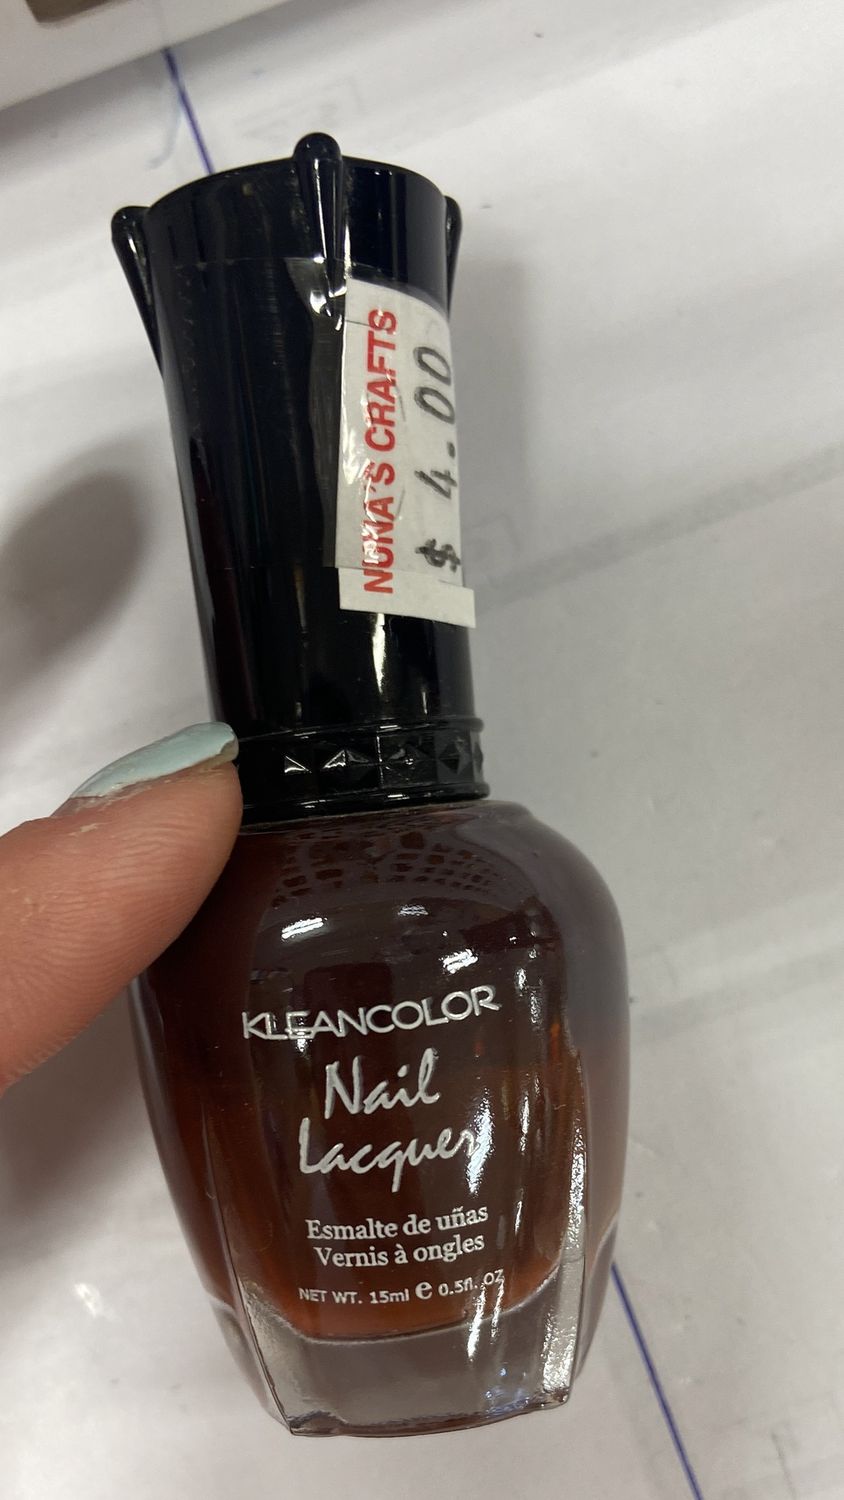 NUNA'S CRAFTS
$ 4.00
KLEANCOLOR
Nail
Lacquer
Esmalte de uñas
Vernis à ongles
NET WT. 15ml e 0.5fl. OZ